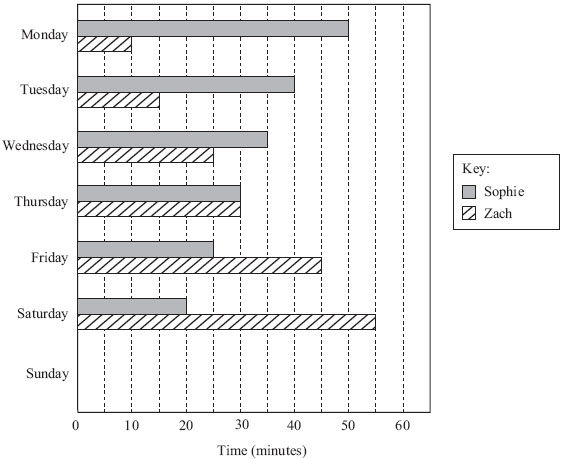 Monday
Tuesday
Wednesday
Thursday
Friday
Saturday
Sunday
0 10 20 30 40 50 60
Time (minutes)
Key:
Sophie
Zach